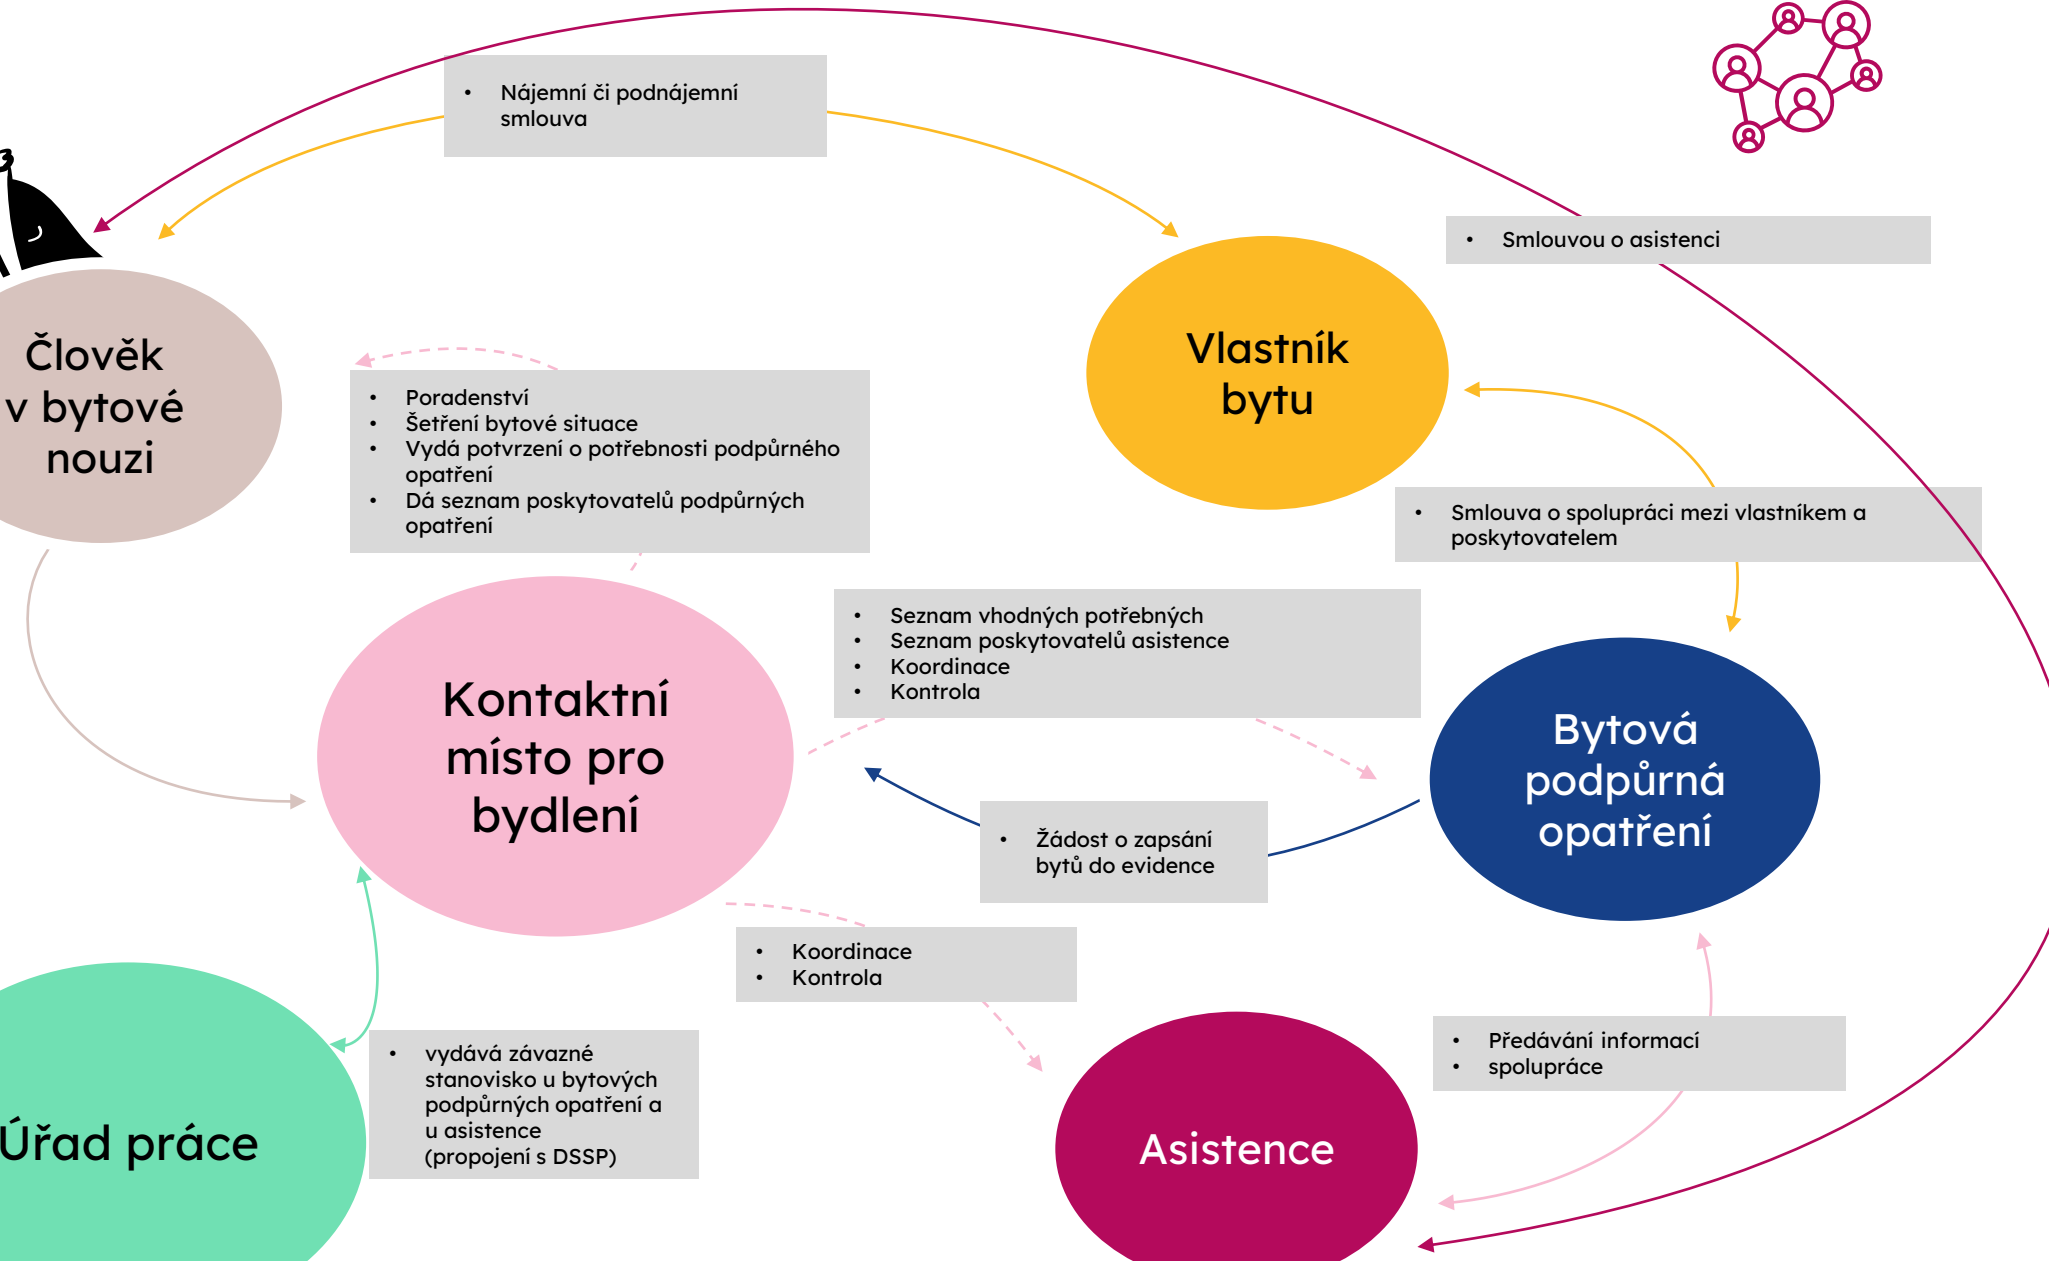 • Nájemní či podnájemní
smlouva
• Smlouvou o asistenci
Člověk
v bytové
nouzi
Vlastník
bytu
• Poradenství
• Šetření bytové situace
• Vydá potvrzení o potřebnosti podpůrného
opatření
• Dá seznam poskytovatelů podpůrných
opatření
• Smlouva o spolupráci mezi vlastníkem a
poskytovatelem
• Seznam vhodných potřebných
• Seznam poskytovatelů asistence
• Koordinace
• Kontrola
Kontaktní
místo pro
bydlení
Bytová
podpůrná
opatření
• Žádost o zapsání
bytů do evidence
• Koordinace
• Kontrola
• Předávání informací
• spolupráce
• vydává závazné
stanovisko u bytových
podpůrných opatření a
u asistence
(propojení s DSSP)
Úřad práce
Asistence